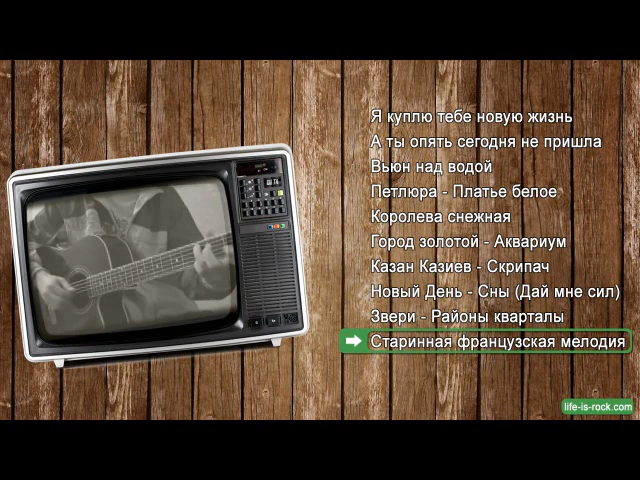 Я куплю тебе новую жизнь
А ты опять сегодня не пришла
Вьюн над водой
Петлюра - Платье белое
Королева снежная
Город золотой - Аквариум
Казан Казиев - Скрипач
Новый День - Сны (Дай мне сил)
Звери - Районы кварталы
Старинная французская мелодия
life-is-rock.com